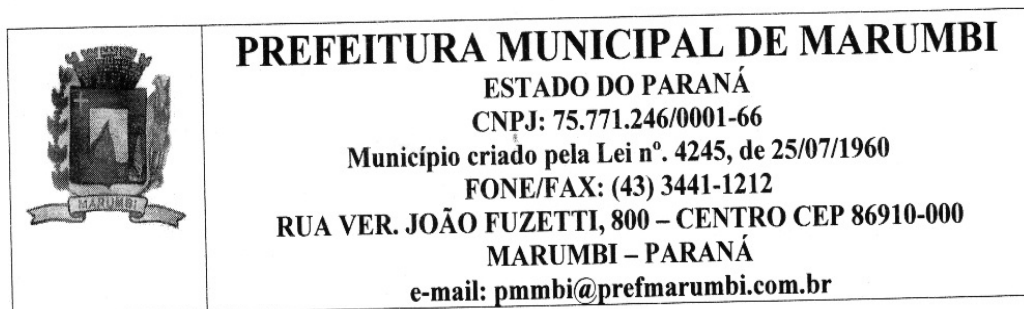 MARUMBI
PREFEITURA MUNICIPAL DE MARUMBI
ESTADO DO PARANÁ
CNPJ: 75.771.246/0001-66
Município criado pela Lei nº. 4245, de 25/07/1960
FONE/FAX: (43) 3441-1212
RUA VER. JOÃO FUZETTI, 800 – CENTRO CEP 86910-000
MARUMBI – PARANÁ
e-mail: pmmbi@prefmarumbi.com.br